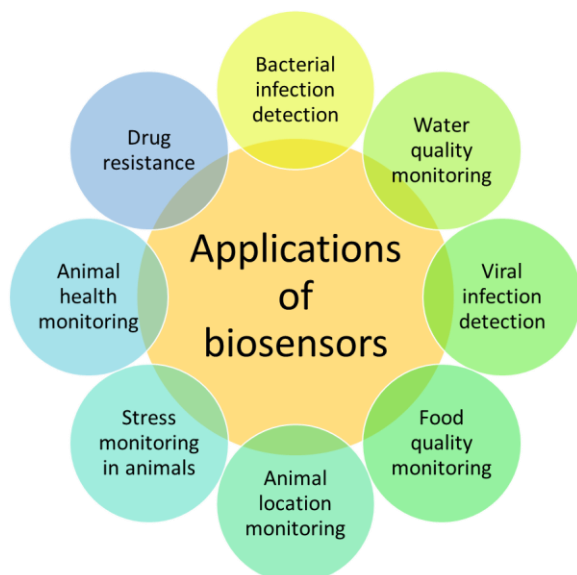 Applications
of
biosensors
Bacterial
infection
detection
Water
quality
monitoring
Viral
infection
detection
Food
quality
monitoring
Animal
location
monitoring
Stress
monitoring
in animals
Animal
health
monitoring
Drug
resistance